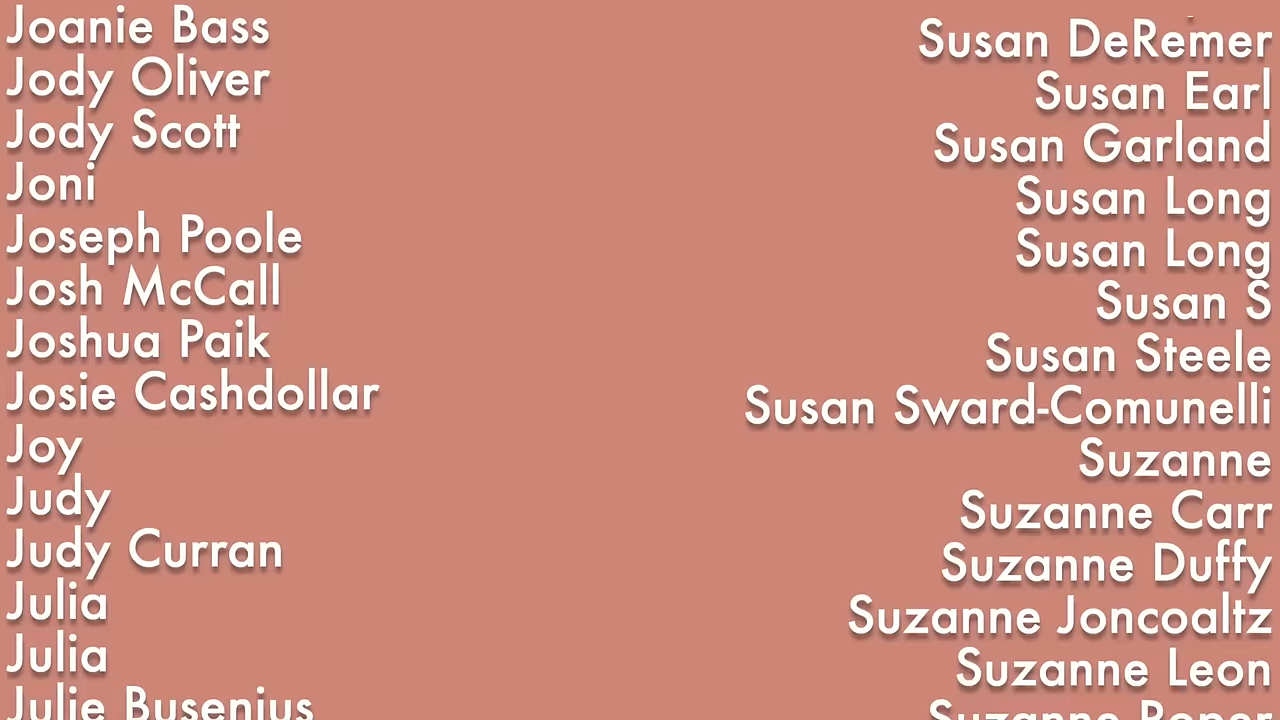 Joanie Bass
Jody Oliver
Jody Scott
Joni
Joseph Poole
Josh McCall
Joshua Paik
Josie Cashdollar
Joy
Judy
Judy Curran
Julia
Julia
Julie Busenius
Susan DeRemer
Susan Earl
Susan Garland
Susan Long
Susan Long
Susan S
Susan Steele
Susan Sward-Comunelli
Suzanne
Suzanne Carr
Suzanne Duffy
Suzanne Joncoaltz
Suzanne Leon
Suzanne